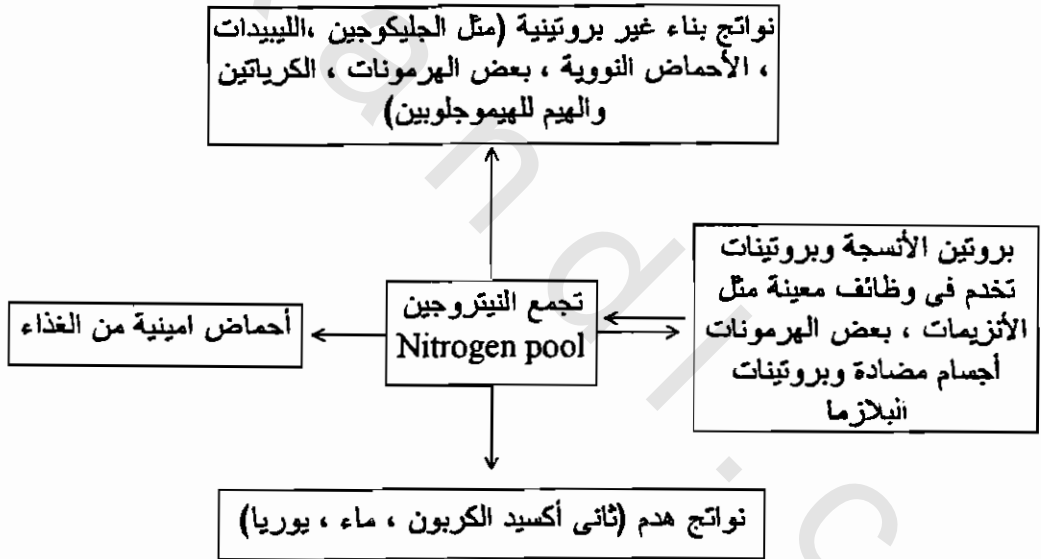 نواتج بناء غير بروتينية (مثل الجليكوجين ،الليبيدات
، الأحماض النووية ، بعض الهرمونات ، الكرياتين
والهيم للهيموجلوبين)
بروتين الأنسجة وبروتينات
تخدم فى وظائف معينة مثل
الأنزيمات ، بعض الهرمونات
أجسام مضادة وبروتينات
البلازما
تجمع النيتروجين
Nitrogen pool
أحماض امينية من الغذاء
نواتج هدم (ثانى أكسيد الكربون ، ماء ، يوريا)